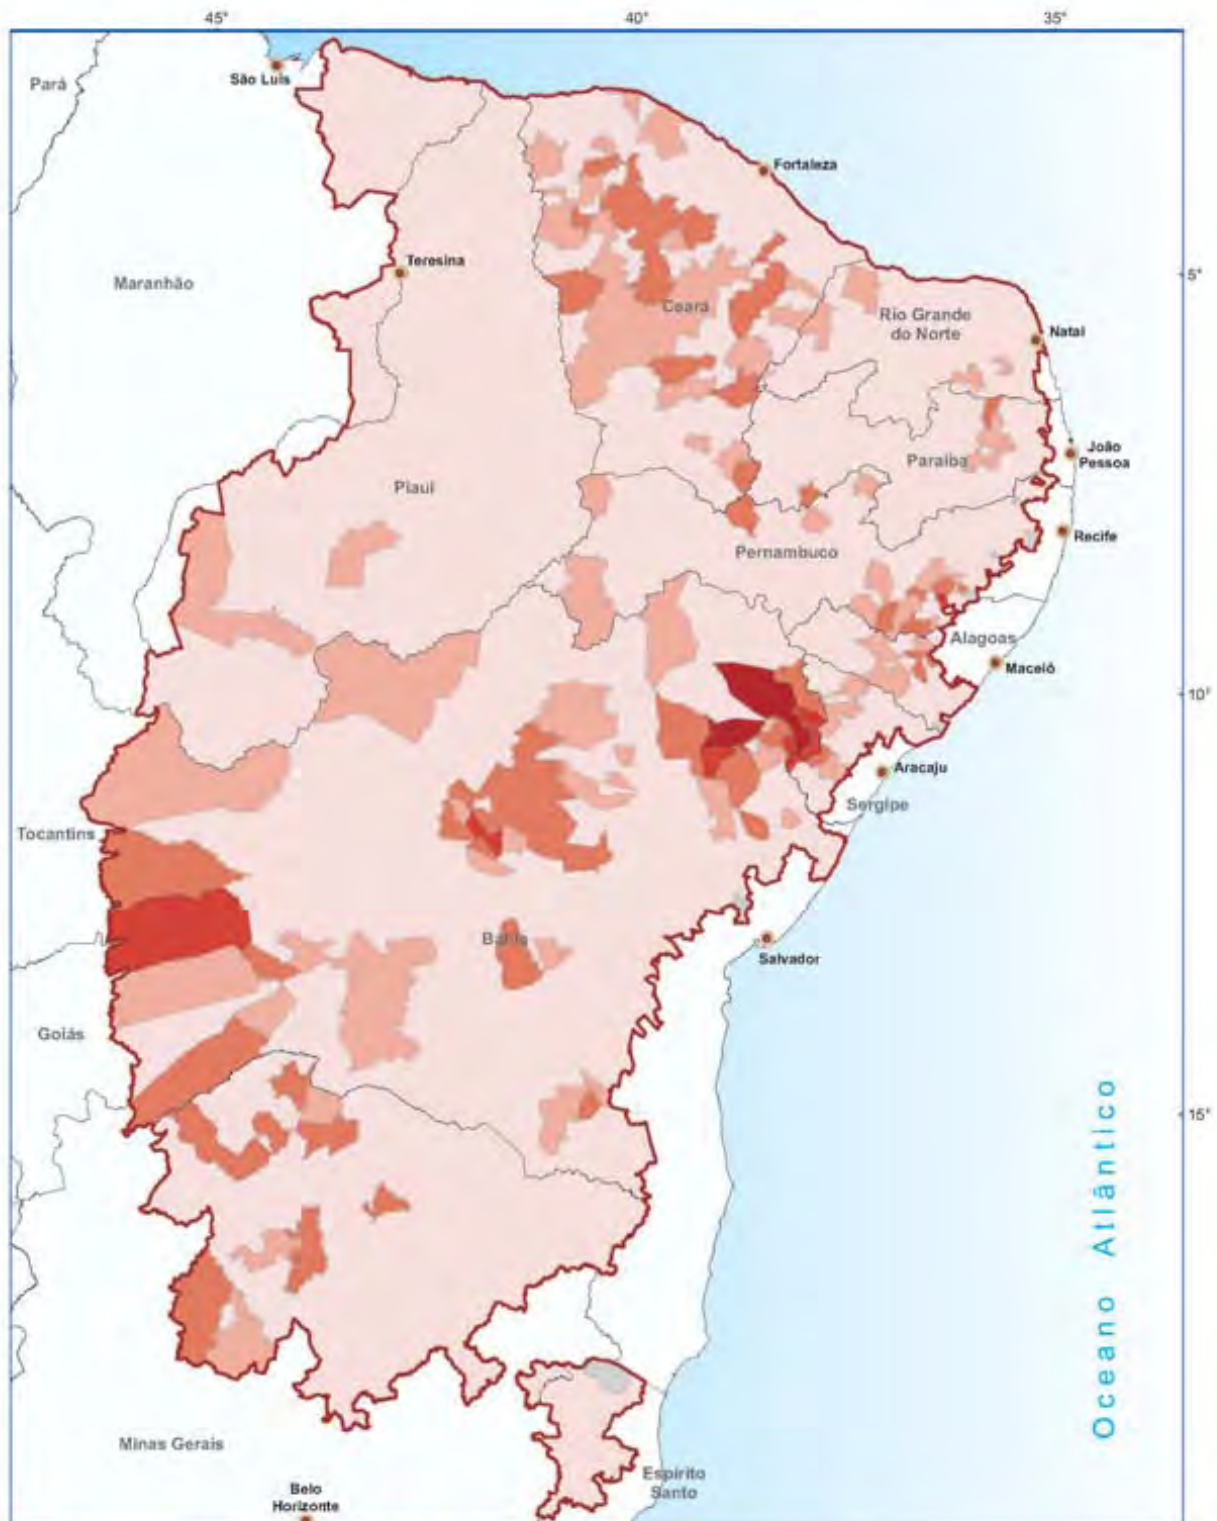 45°
40°
35°
Pará
São Luis
Fortaleza
Teresina
Maranhão
5°
Ceará
Rio Grande
do Norte
Natal
João
Pessoa
Paraíba
Piauí
Recife
Pernambuco
Alagoas
Maceió
10°
Aracaju
Sergipe
Tocantins
Bahia
Salvador
Goiás
15°
Oceano Atlântico
Minas Gerais
Espírito
Santo
Belo
Horizonte